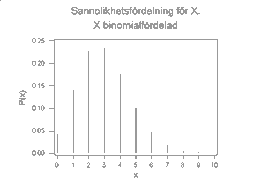 Sannolikhetsfördelning för X.
X binomialfördelad
0.25
0.20
0.15
0.10
0.05
0.00
P(x)
0 1 2 3 4 5 6 7 8 9 10
x